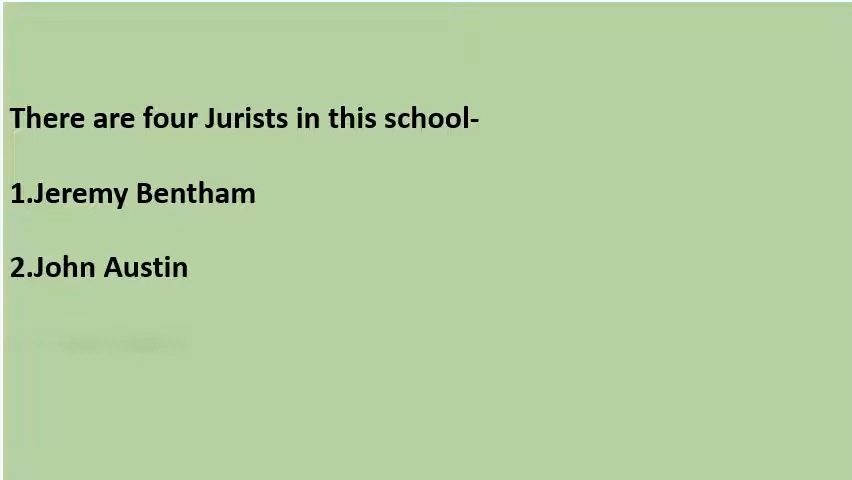 There are four Jurists in this school-
1.Jeremy Bentham
2.John Austin